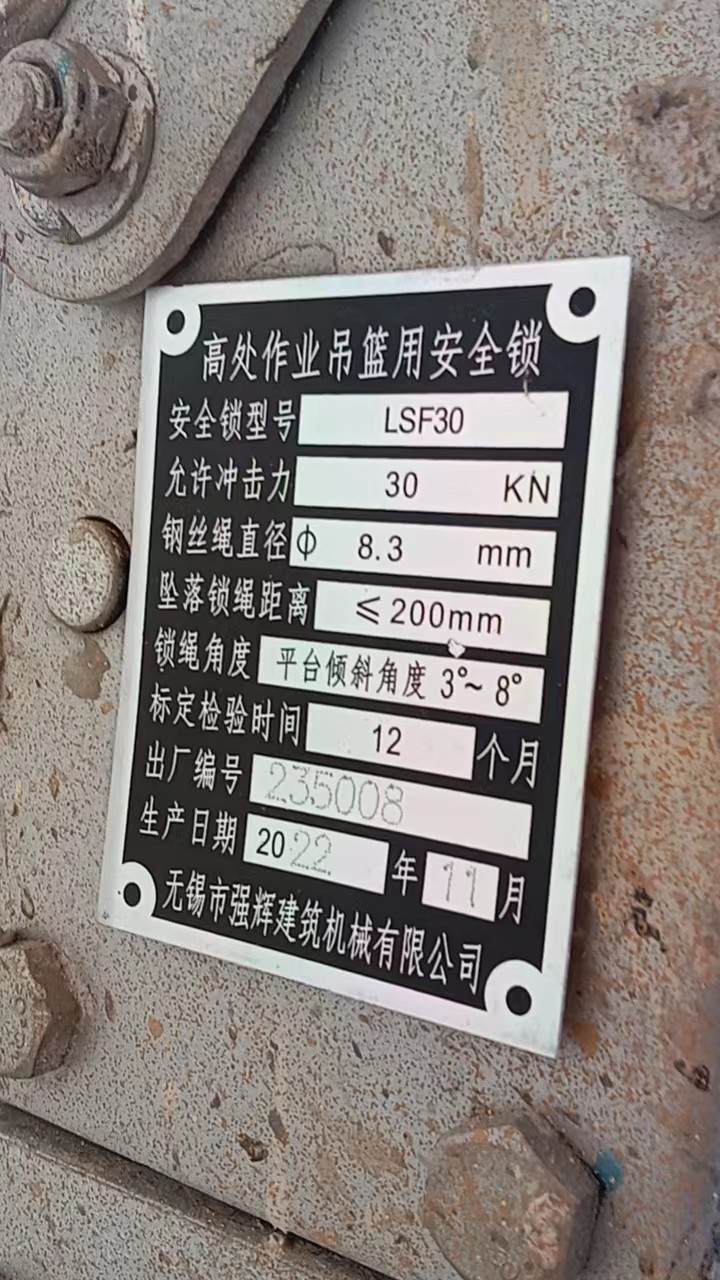 高处作业吊篮用安全锁
安全锁型号 LSF30
允许冲击力 30 KN
钢丝绳直径 ф 8.3 mm
坠落锁绳距离 ≤200mm
锁绳角度 平台倾斜角度 3°~8°
标定检验时间 12 个月
出厂编号 235008
生产日期 2022 年 11 月
无锡市强辉建筑机械有限公司